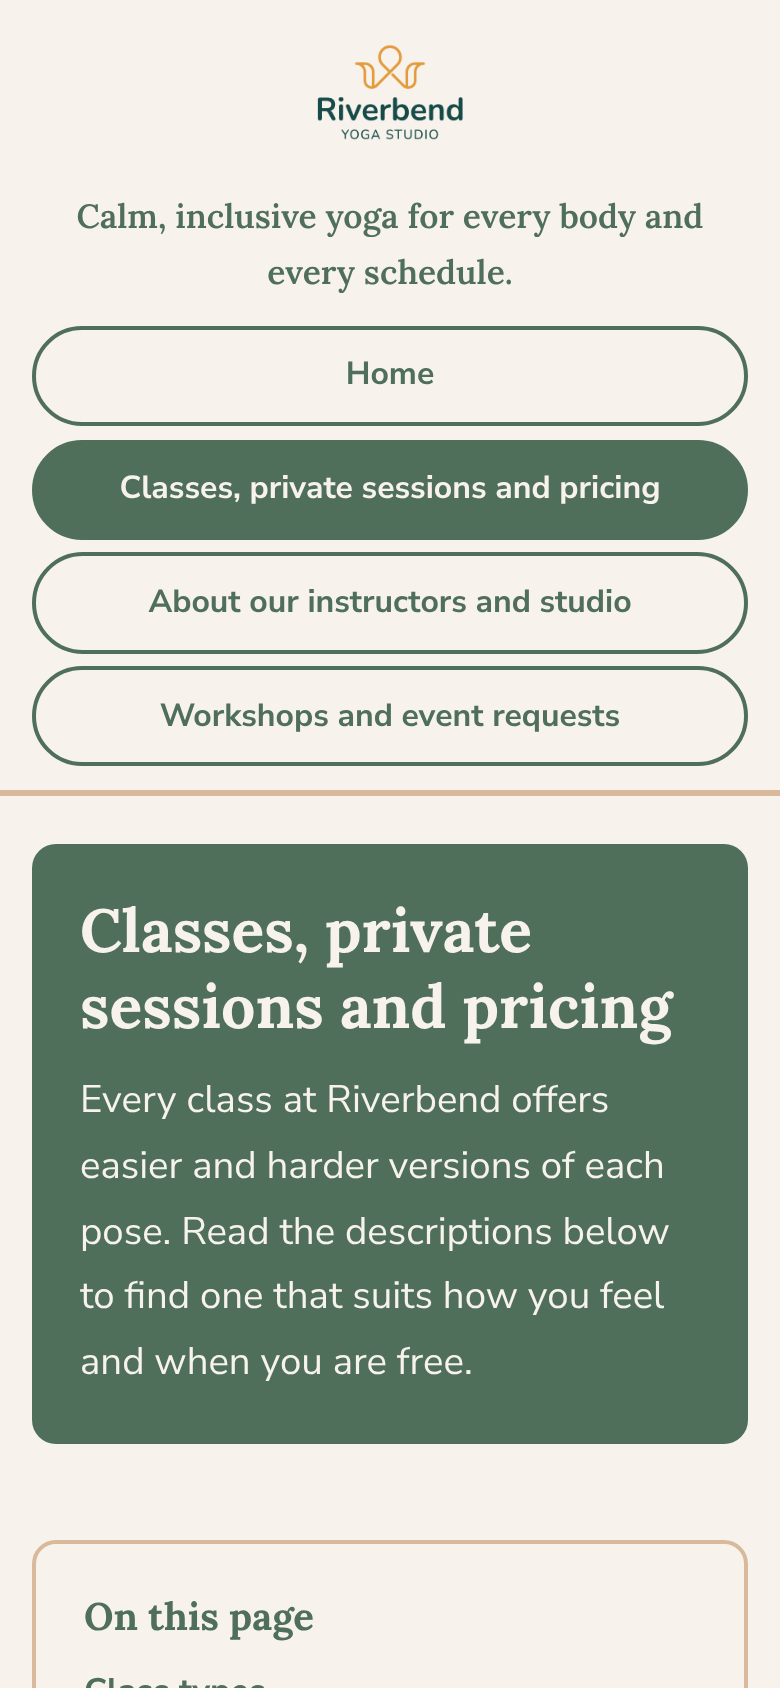 Riverbend
YOGA STUDIO
Calm, inclusive yoga for every body and
every schedule.
Home
Classes, private sessions and pricing
About our instructors and studio
Workshops and event requests
Classes, private
sessions and pricing
Every class at Riverbend offers
easier and harder versions of each
pose. Read the descriptions below
to find one that suits how you feel
and when you are free.
On this page
Class types